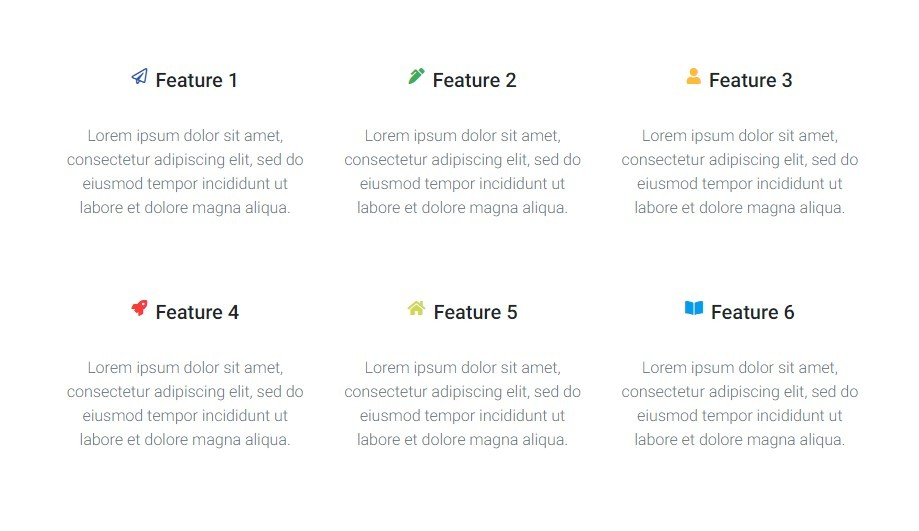 Feature 1
Lorem ipsum dolor sit amet,
consectetur adipiscing elit, sed do
eiusmod tempor incididunt ut
labore et dolore magna aliqua.
Feature 2
Lorem ipsum dolor sit amet,
consectetur adipiscing elit, sed do
eiusmod tempor incididunt ut
labore et dolore magna aliqua.
Feature 3
Lorem ipsum dolor sit amet,
consectetur adipiscing elit, sed do
eiusmod tempor incididunt ut
labore et dolore magna aliqua.
Feature 4
Lorem ipsum dolor sit amet,
consectetur adipiscing elit, sed do
eiusmod tempor incididunt ut
labore et dolore magna aliqua.
Feature 5
Lorem ipsum dolor sit amet,
consectetur adipiscing elit, sed do
eiusmod tempor incididunt ut
labore et dolore magna aliqua.
Feature 6
Lorem ipsum dolor sit amet,
consectetur adipiscing elit, sed do
eiusmod tempor incididunt ut
labore et dolore magna aliqua.